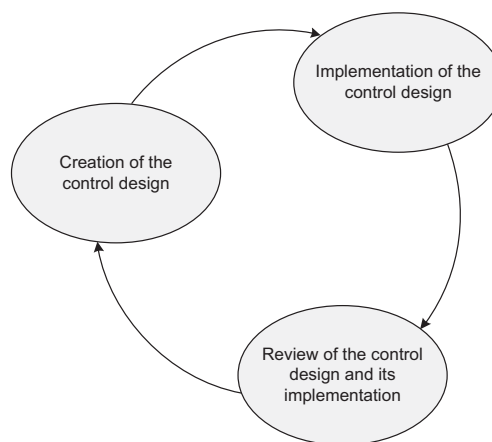 Implementation of the
control design
Creation of the
control design
Review of the control
design and its
implementation